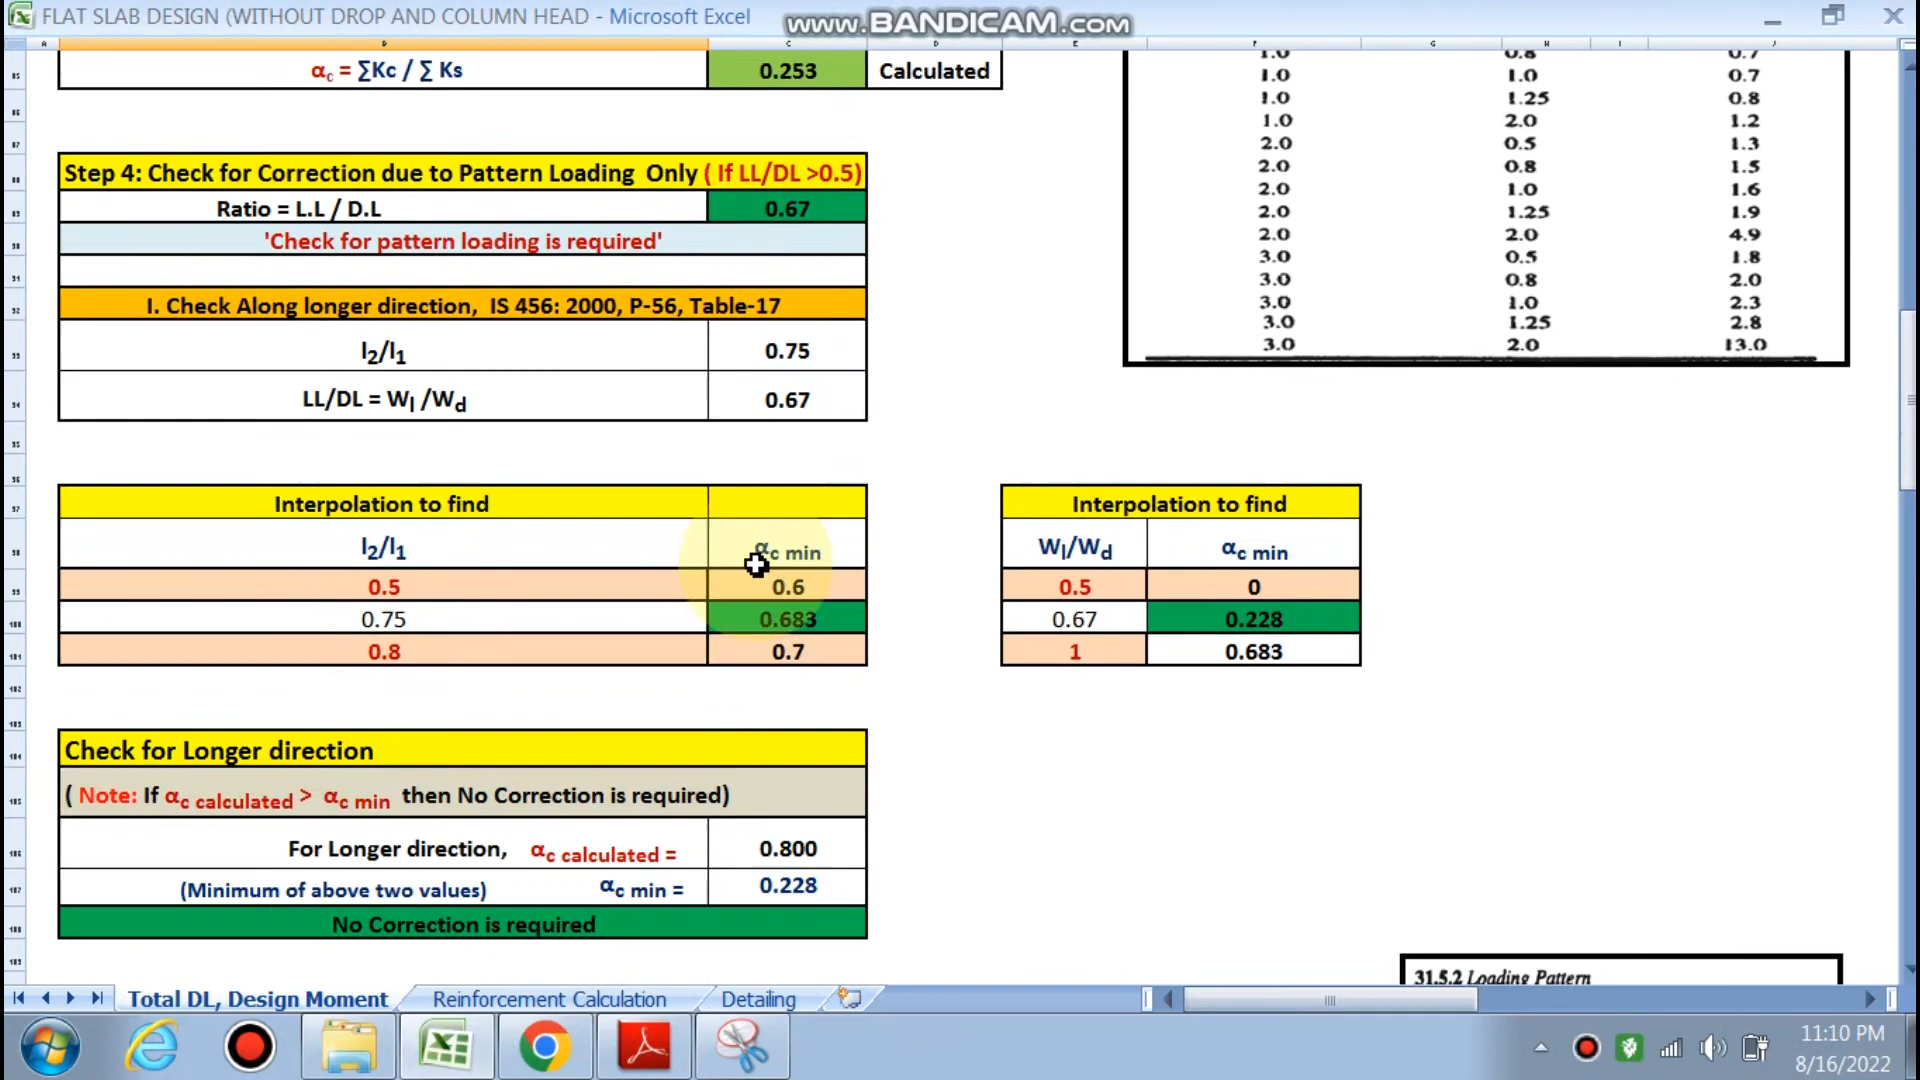 FLAT SLAB DESIGN (WITHOUT DROP AND COLUMN HEAD - Microsoft Excel
www.BANDICAM.com
A B C D E F G H I J
αc = ∑Kc / ∑ Ks 0.253 Calculated
1.0 0.8 0.7
1.0 1.0 0.7
1.0 1.25 0.8
1.0 2.0 1.2
2.0 0.5 1.3
2.0 0.8 1.5
2.0 1.0 1.6
2.0 1.25 1.9
2.0 2.0 4.9
3.0 0.5 1.8
3.0 0.8 2.0
3.0 1.0 2.3
3.0 1.25 2.8
3.0 2.0 13.0
Step 4: Check for Correction due to Pattern Loading Only ( If LL/DL >0.5)
Ratio = L.L / D.L 0.67
'Check for pattern loading is required'
I. Check Along longer direction, IS 456: 2000, P-56, Table-17
l2/l1 0.75
LL/DL = Wl /Wd 0.67
Interpolation to find
l2/l1 αc min
0.5 0.6
0.75 0.683
0.8 0.7
Interpolation to find
Wl/Wd αc min
0.5 0
0.67 0.228
1 0.683
Check for Longer direction
( Note: If αc calculated > αc min then No Correction is required)
For Longer direction, αc calculated = 0.800
(Minimum of above two values) αc min = 0.228
No Correction is required
31.5.2 Loading Pattern
Total DL, Design Moment Reinforcement Calculation Detailing
11:10 PM
8/16/2022